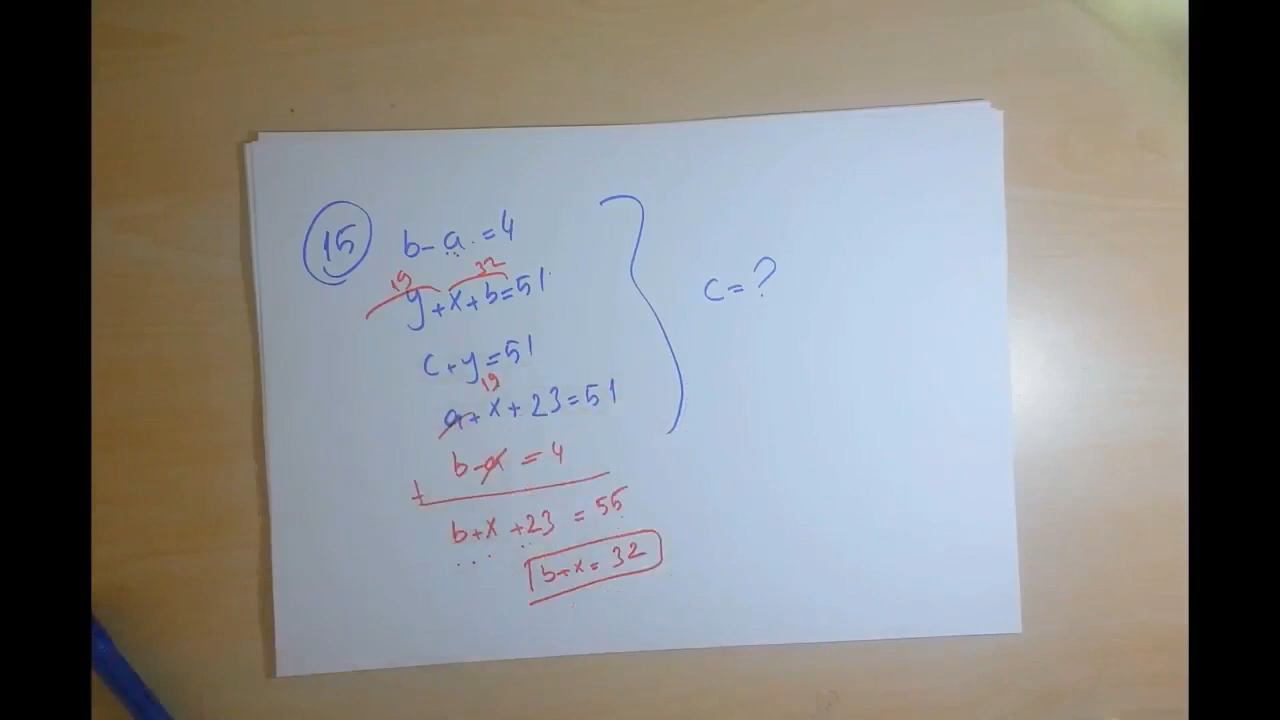 15
b-a=4
19 32
y+x+b=51
c+y=51
19
a+x+23=51
b-a=4
+
b+x+23=55
b+x=32
c=?